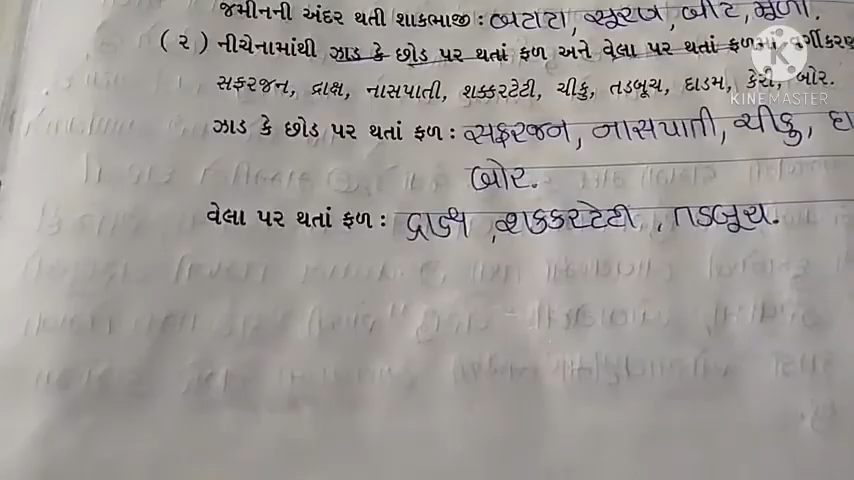 જમીનની અંદર થતી શાકભાજી : બટાટા, સૂરણ, બીટ, મૂળા.
(૨) નીચેનામાંથી ઝાડ કે છોડ પર થતાં ફળ અને વેલા પર થતાં ફળમાં વર્ગીકરણ
સફરજન, દ્રાક્ષ, નાસપાતી, શક્કરટેટી, ચીકુ, તડબૂચ, દાડમ, કેરી, બોર.
KINEMASTER
ઝાડ કે છોડ પર થતાં ફળ : સફરજન, નાસપાતી, ચીકુ, દા
બોર.
વેલા પર થતાં ફળ : દ્રાક્ષ, શક્કરટેટી, તડબૂચ.